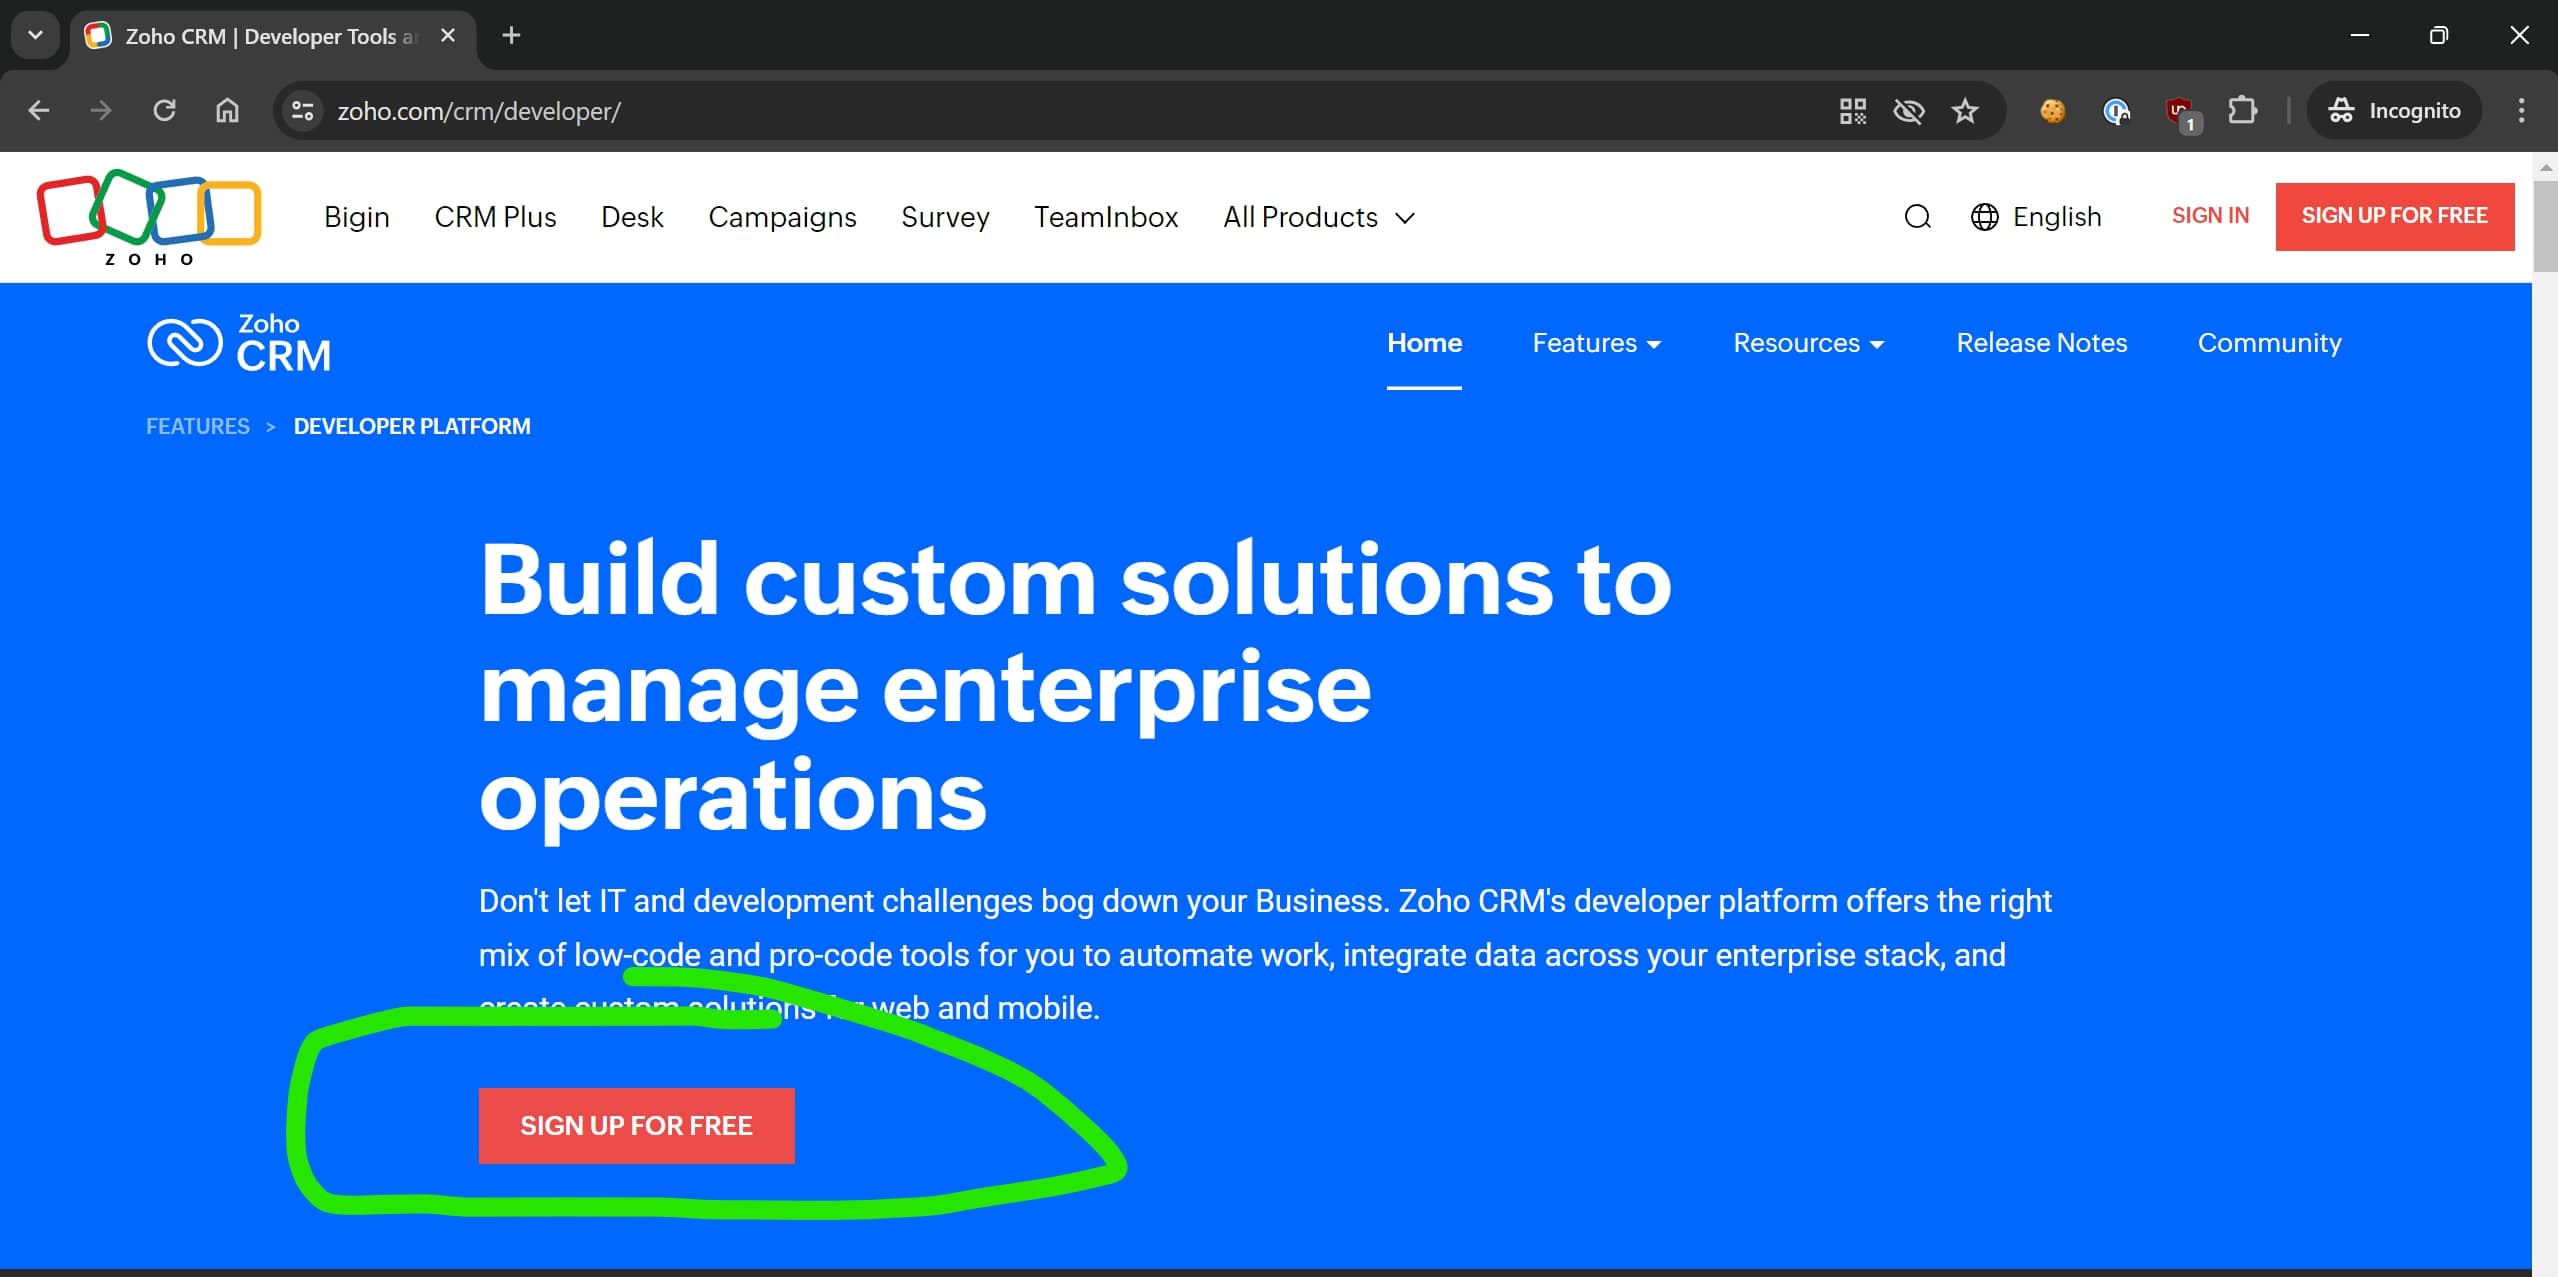 Zoho CRM | Developer Tools a
zoho.com/crm/developer/
1
Incognito
ZOHO
Bigin
CRM Plus
Desk
Campaigns
Survey
TeamInbox
All Products
English
SIGN IN
SIGN UP FOR FREE
Zoho
CRM
Home
Features
Resources
Release Notes
Community
FEATURES > DEVELOPER PLATFORM
Build custom solutions to
manage enterprise
operations
Don't let IT and development challenges bog down your Business. Zoho CRM's developer platform offers the right
mix of low-code and pro-code tools for you to automate work, integrate data across your enterprise stack, and
create custom solutions for web and mobile.
SIGN UP FOR FREE